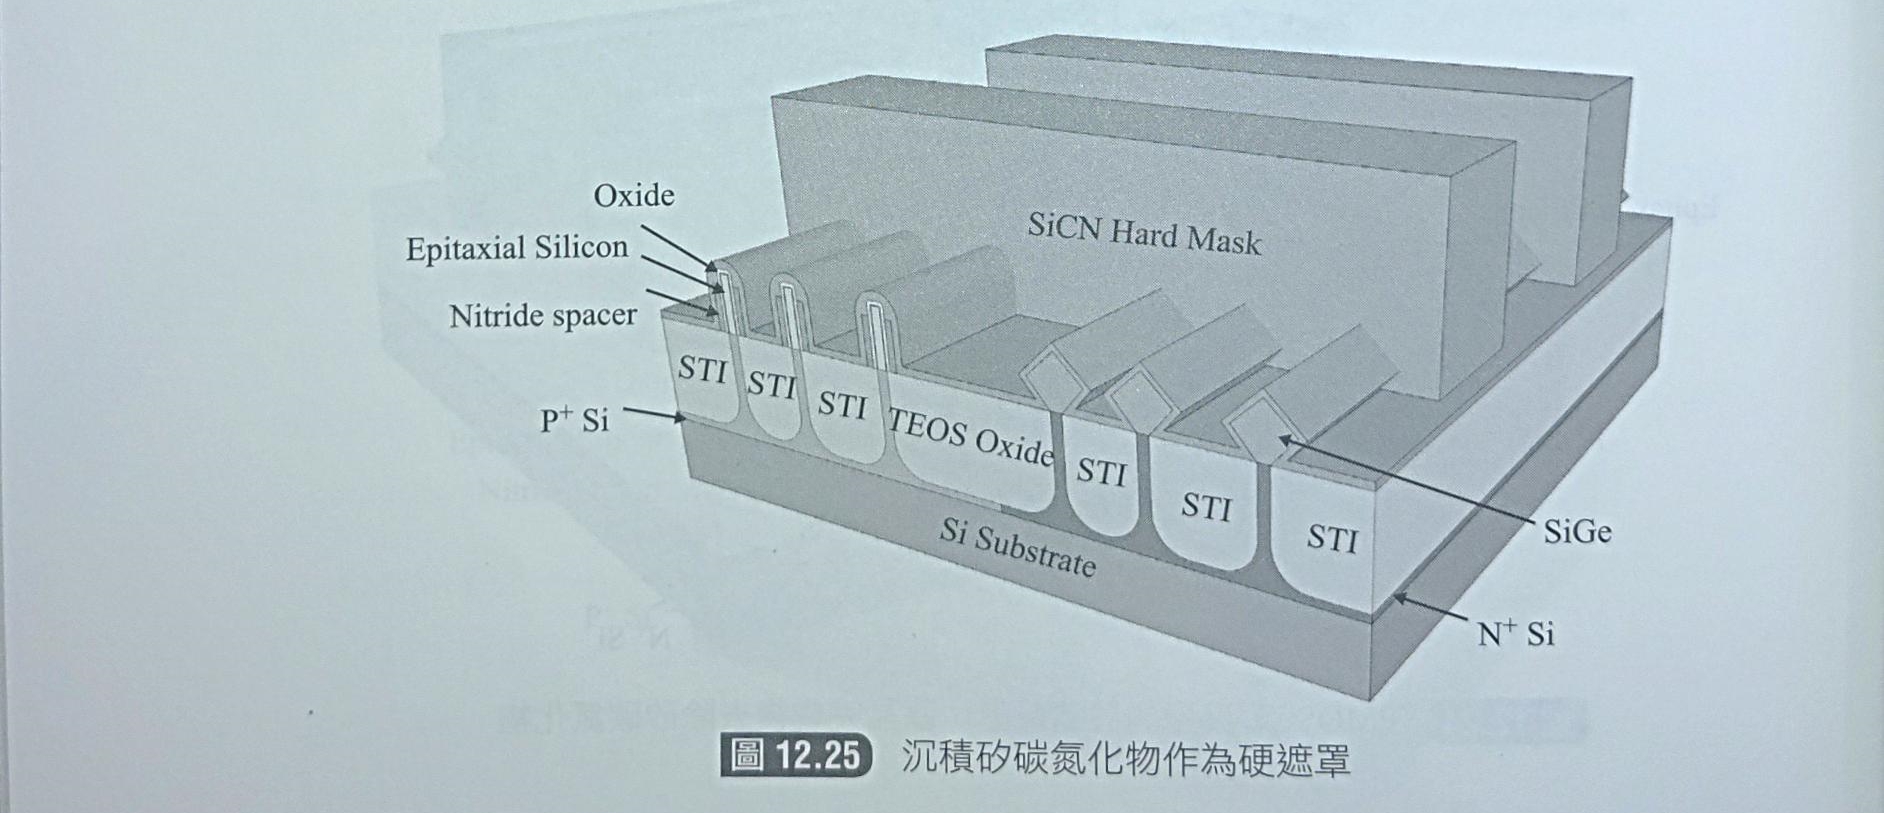 Oxide
Epitaxial Silicon
Nitride spacer
P⁺ Si
SiCN Hard Mask
STI
STI
STI
TEOS Oxide
STI
STI
STI
Si Substrate
SiGe
N⁺ Si
圖 12.25 沉積矽碳氮化物作為硬遮罩